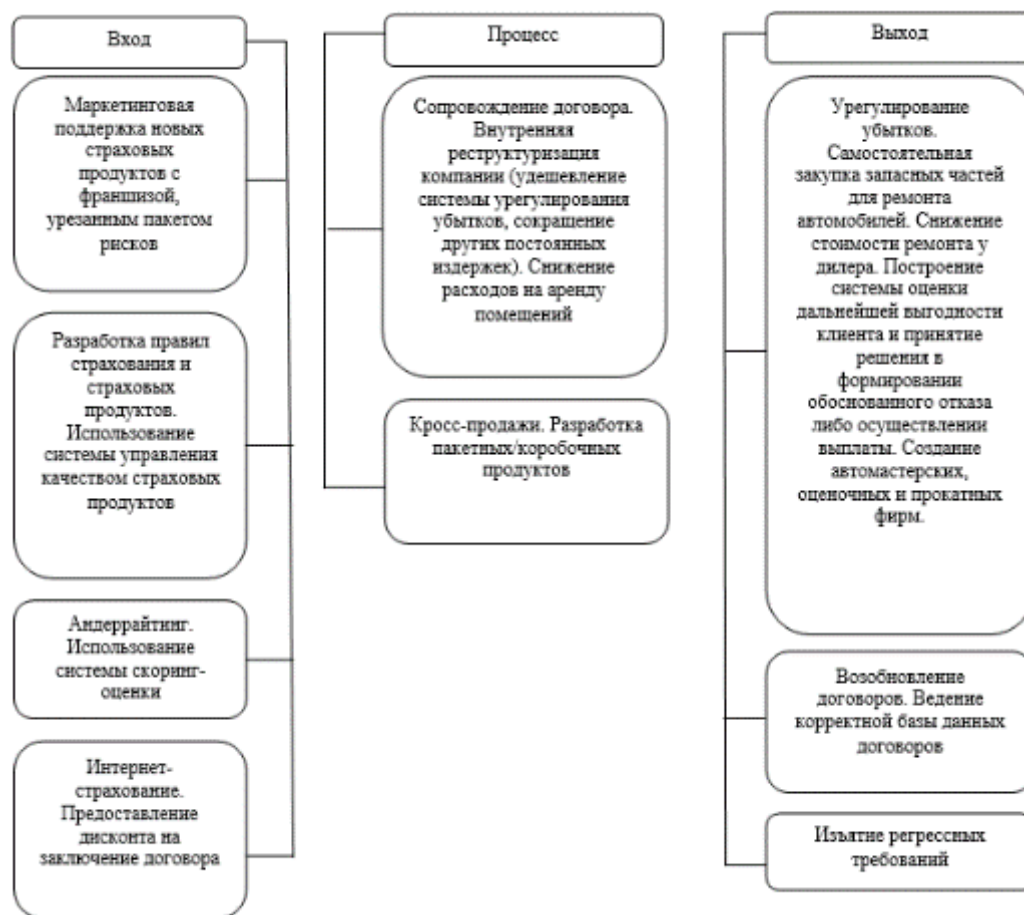 Вход
Маркетинговая
поддержка новых
страховых
продуктов с
франшизой,
урезанным пакетом
рисков
Разработка правил
страхования и
страховых
продуктов.
Использование
системы управления
качеством страховых
продуктов
Андеррайтинг.
Использование
системы скоринг-
оценки
Интернет-
страхование.
Предоставление
дисконта на
заключение договора
Процесс
Сопровождение договора.
Внутренняя
реструктуризация
компании (удешевление
системы урегулирования
убытков, сокращение
других постоянных
издержек). Снижение
расходов на аренду
помещений
Кросс-продажи. Разработка
пакетных/коробочных
продуктов
Выход
Урегулирование
убытков.
Самостоятельная
закупка запасных частей
для ремонта
автомобилей. Снижение
стоимости ремонта у
дилера. Построение
системы оценки
дальнейшей выгодности
клиента и принятие
решения в
формировании
обоснованного отказа
либо осуществлении
выплаты. Создание
автомастерских,
оценочных и прокатных
фирм.
Возобновление
договоров. Ведение
корректной базы данных
договоров
Изъятие регрессных
требований